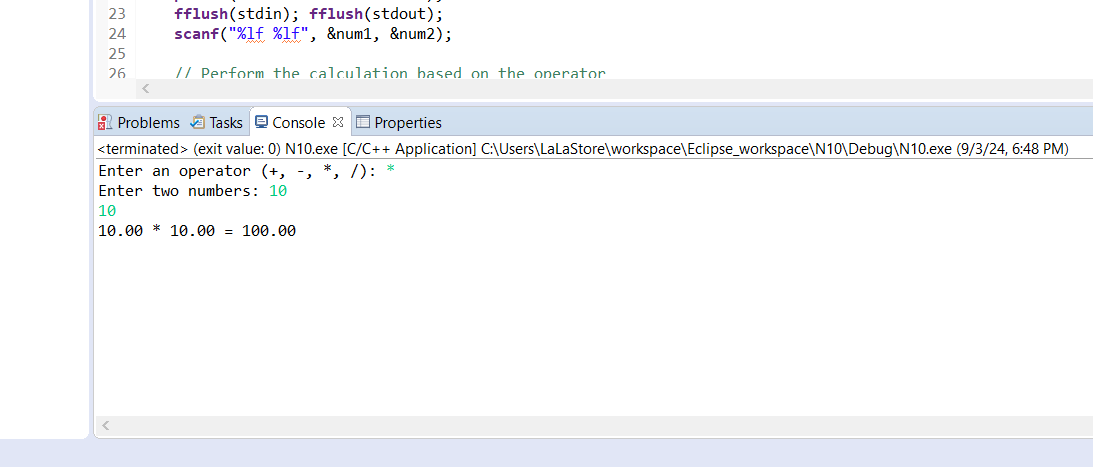 23 fflush(stdin); fflush(stdout);
24 scanf("%lf %lf", &num1, &num2);
25
26 // Perform the calculation based on the operator
Problems Tasks Console Properties
<terminated> (exit value: 0) N10.exe [C/C++ Application] C:\Users\LaLaStore\workspace\Eclipse_workspace\N10\Debug\N10.exe (9/3/24, 6:48 PM)
Enter an operator (+, -, *, /): *
Enter two numbers: 10
10
10.00 * 10.00 = 100.00